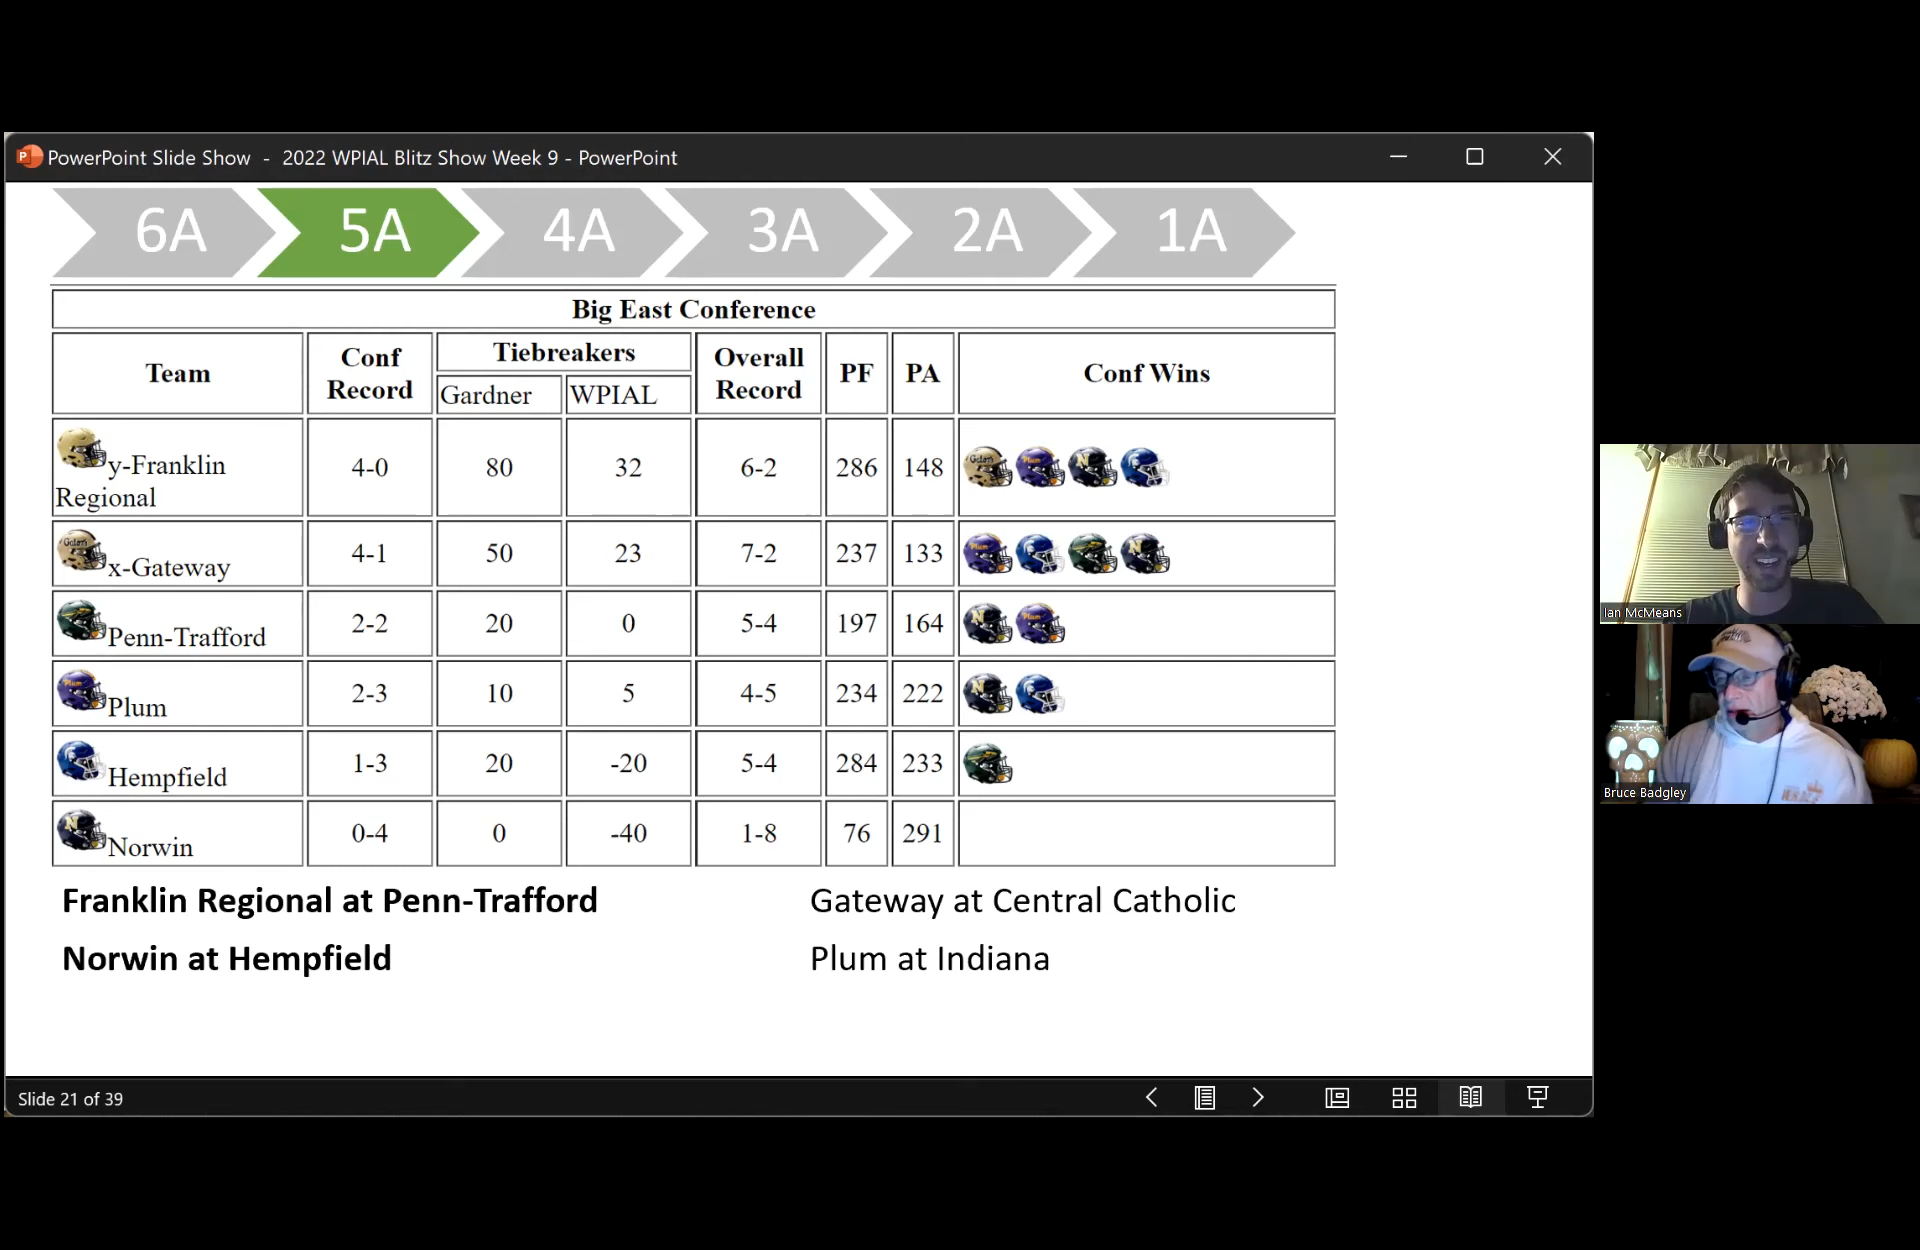 PowerPoint Slide Show - 2022 WPIAL Blitz Show Week 9 - PowerPoint
6A 5A 4A 3A 2A 1A
Big East Conference
Team Conf Record Tiebreakers Overall Record PF PA Conf Wins
Gardner WPIAL
y-Franklin Regional 4-0 80 32 6-2 286 148
x-Gateway 4-1 50 23 7-2 237 133
Penn-Trafford 2-2 20 0 5-4 197 164
Plum 2-3 10 5 4-5 234 222
Hempfield 1-3 20 -20 5-4 284 233
Norwin 0-4 0 -40 1-8 76 291
Franklin Regional at Penn-Trafford
Gateway at Central Catholic
Norwin at Hempfield
Plum at Indiana
Slide 21 of 39
Ian McMeans
Bruce Badgley